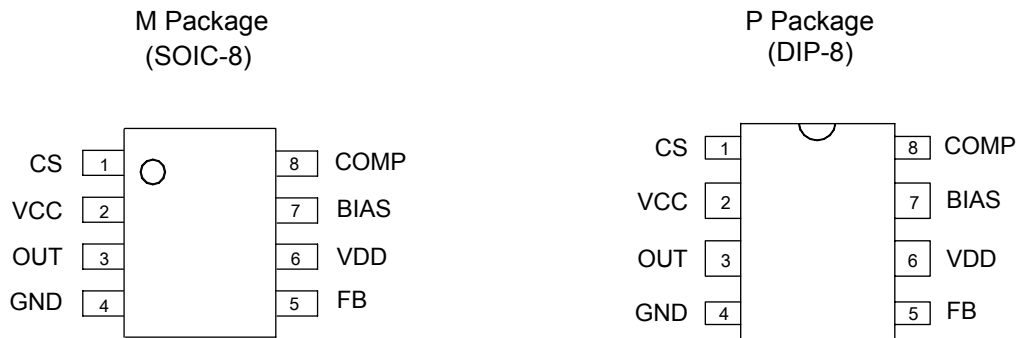 M Package
(SOIC-8)
CS 1
8 COMP
VCC 2
7 BIAS
OUT 3
6 VDD
GND 4
5 FB
P Package
(DIP-8)
CS 1
8 COMP
VCC 2
7 BIAS
OUT 3
6 VDD
GND 4
5 FB